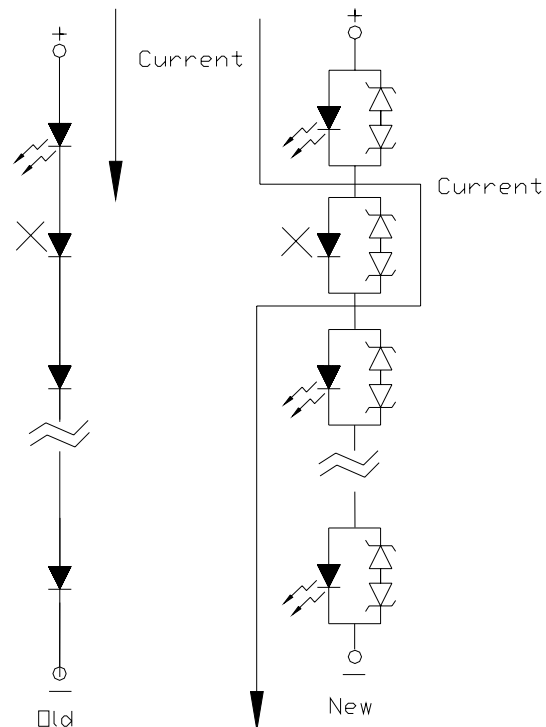 +
+
Current
Current
—
—
Old
New